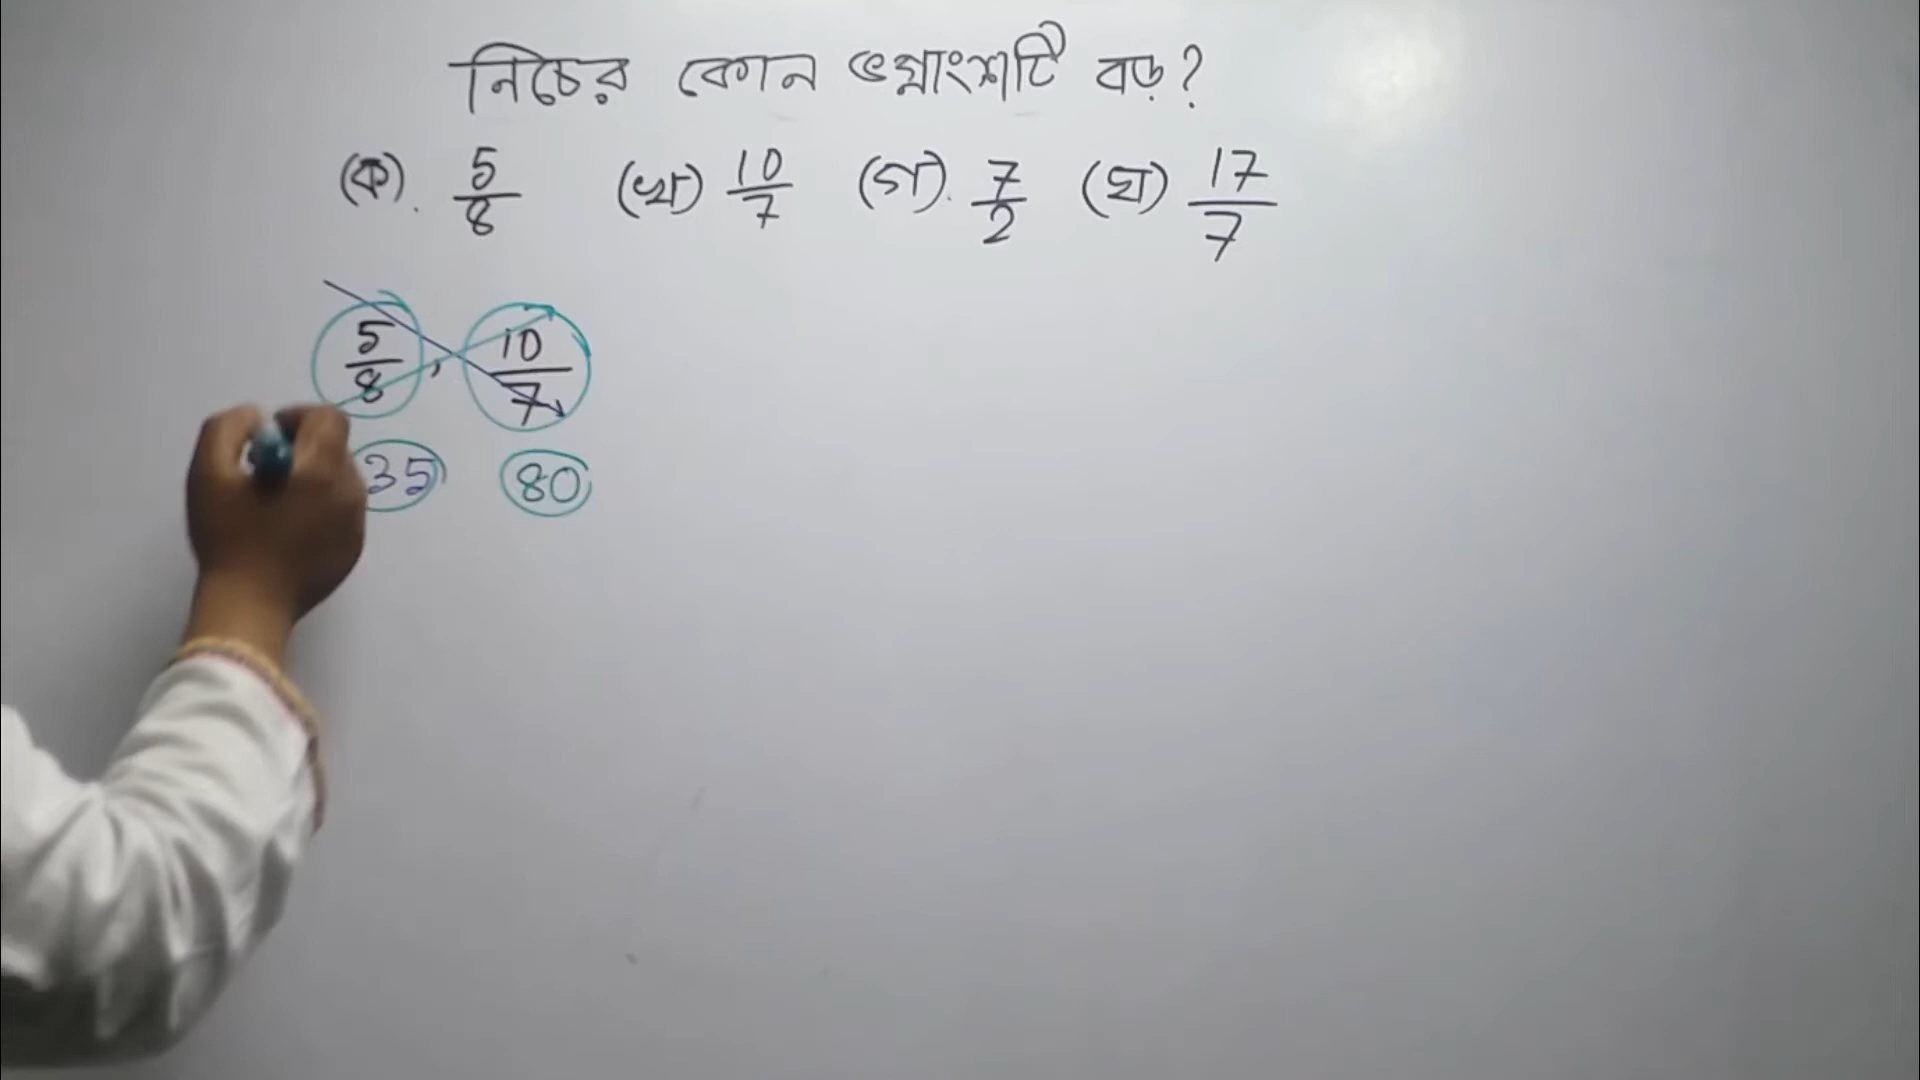 নিচের কোন ভগ্নাংশটি বড়?
(ক). 5/8 (খ) 10/7 (গ). 7/2 (ঘ) 17/7
5/8, 10/7
35 80